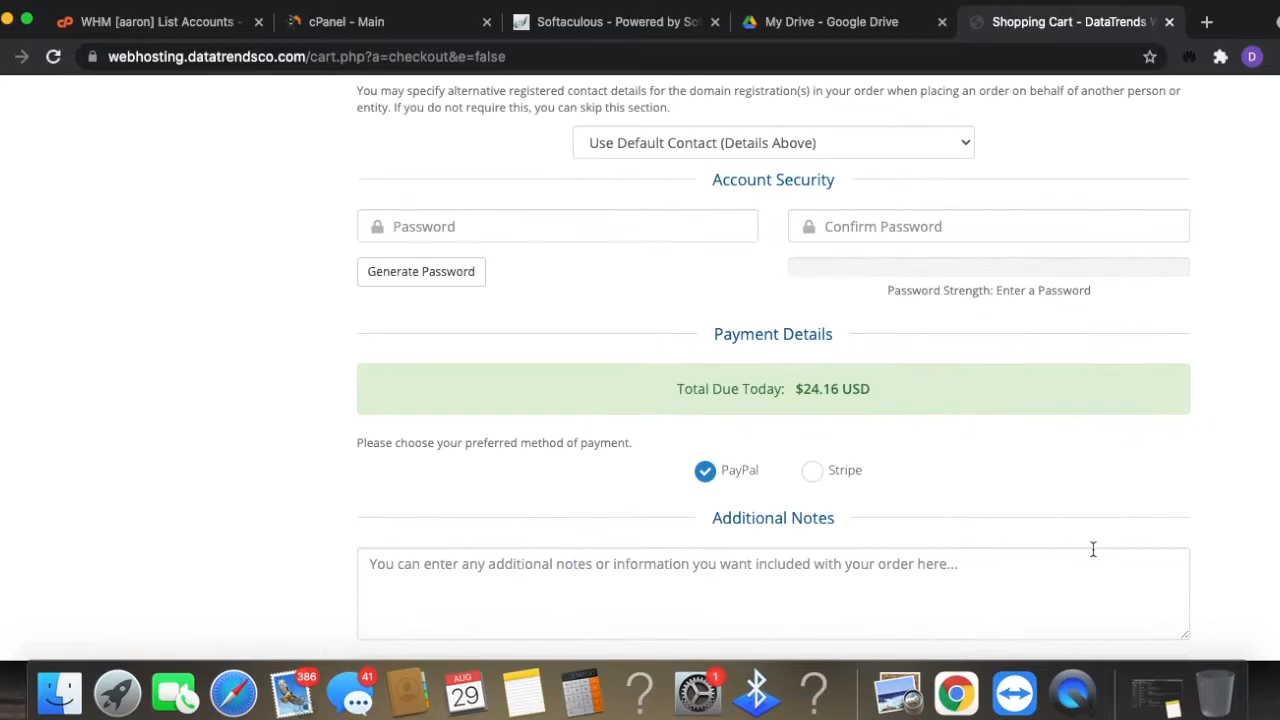 WHM [aaron] List Accounts -
cPanel - Main
Softaculous - Powered by Sof
My Drive - Google Drive
Shopping Cart - DataTrends W
webhosting.datatrendsco.com/cart.php?a=checkout&e=false
D
You may specify alternative registered contact details for the domain registration(s) in your order when placing an order on behalf of another person or
entity. If you do not require this, you can skip this section.
Use Default Contact (Details Above)
Account Security
Password
Confirm Password
Generate Password
Password Strength: Enter a Password
Payment Details
Total Due Today: $24.16 USD
Please choose your preferred method of payment.
PayPal
Stripe
Additional Notes
You can enter any additional notes or information you want included with your order here...
386
41
AUG
29
?
1
?